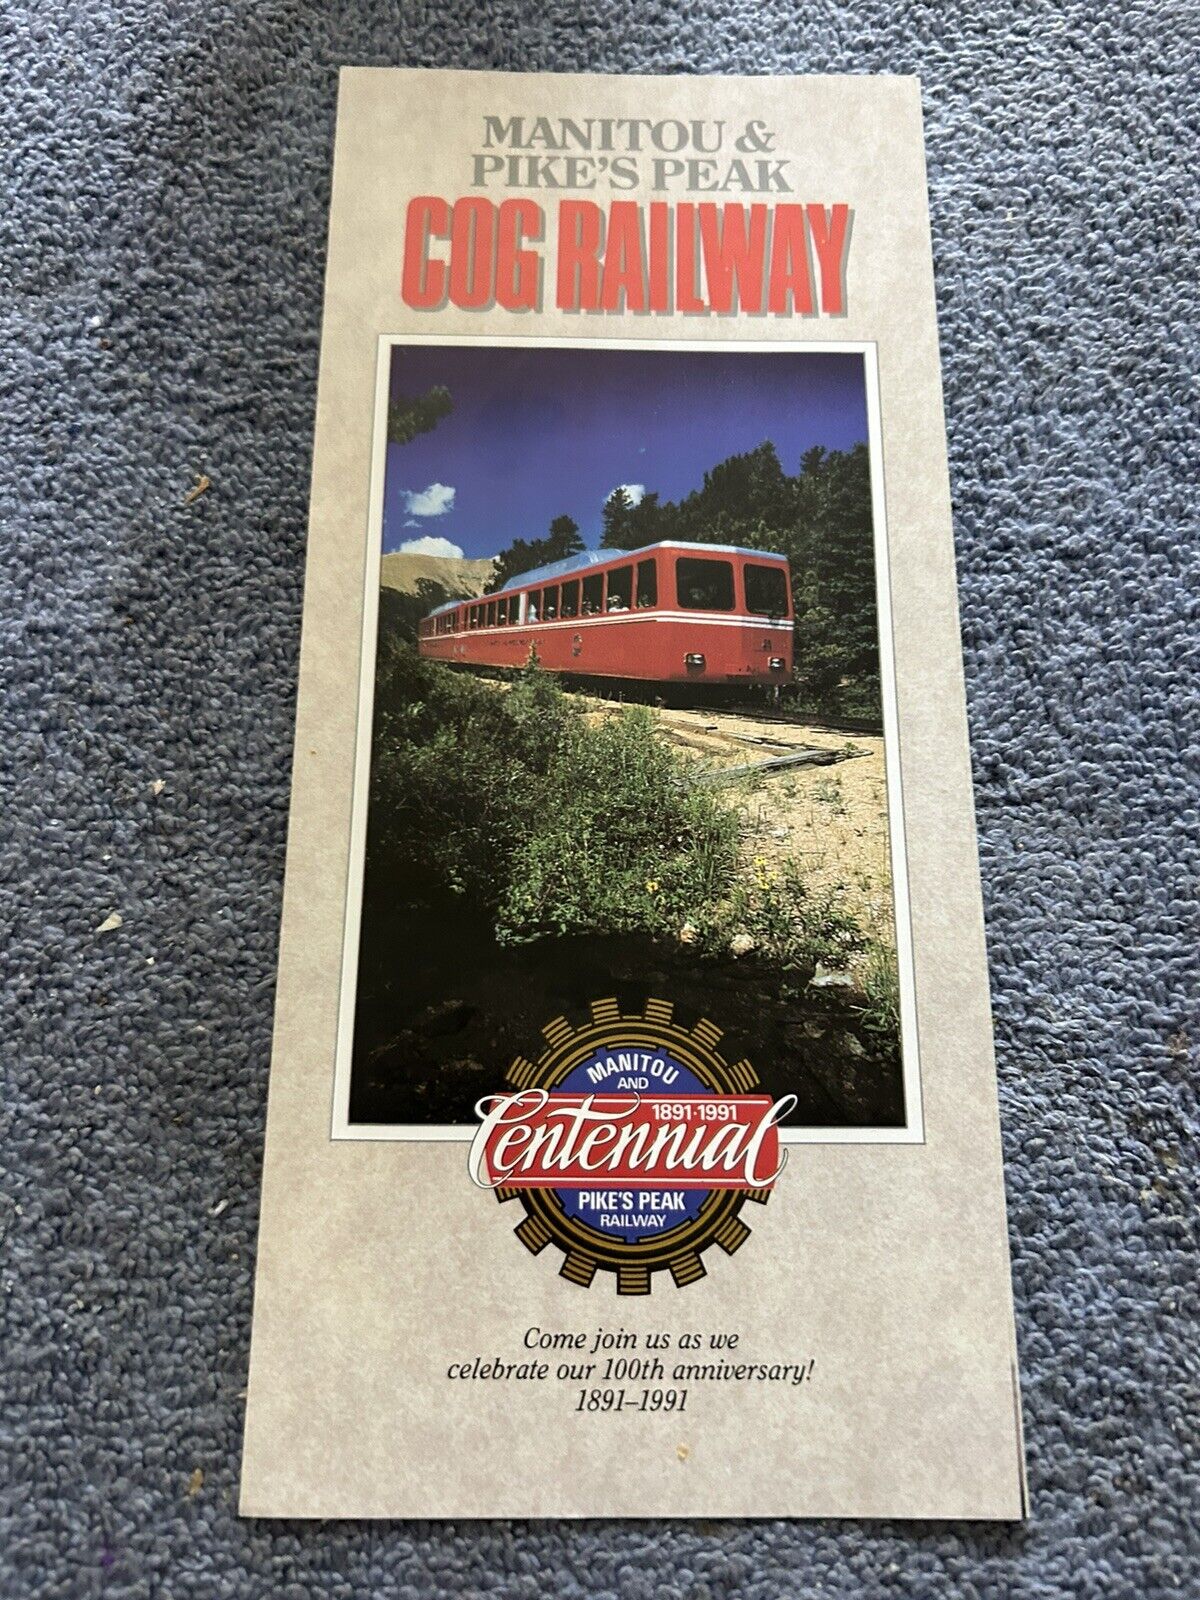 MANITOU &
PIKE'S PEAK
COG RAILWAY
MANITOU
AND
1891·1991
Centennial
PIKE'S PEAK
RAILWAY
Come join us as we
celebrate our 100th anniversary!
1891–1991